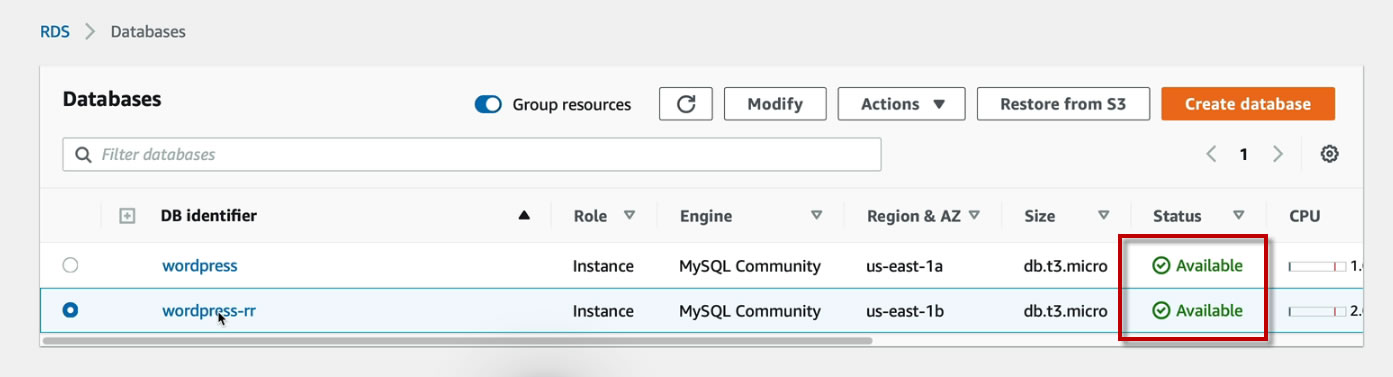 RDS > Databases
Databases Group resources Modify Actions Restore from S3 Create database
Filter databases 1
DB identifier Role Engine Region & AZ Size Status CPU
wordpress Instance MySQL Community us-east-1a db.t3.micro Available 1.
wordpress-rr Instance MySQL Community us-east-1b db.t3.micro Available 2.